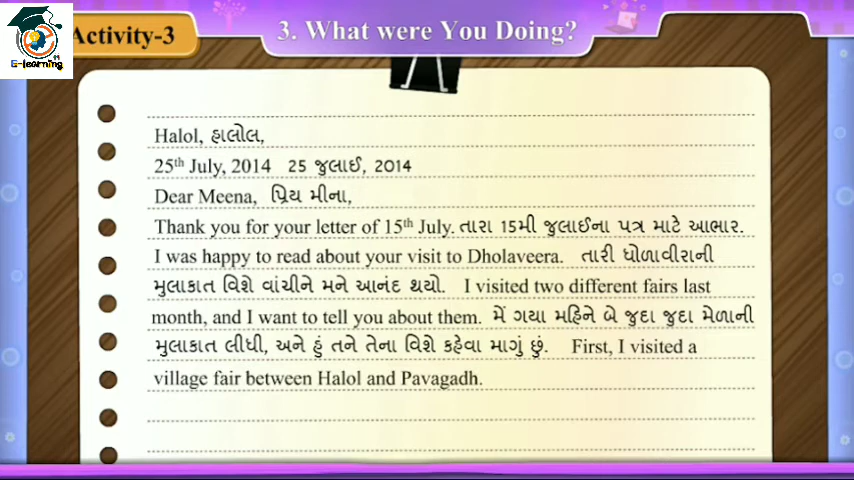 Activity-3
3. What were You Doing?
E-learning
Halol, હાલોલ,
25th July, 2014 25 જુલાઈ, 2014
Dear Meena, પ્રિય મીના,
Thank you for your letter of 15th July. તારા 15મી જુલાઈના પત્ર માટે આભાર.
I was happy to read about your visit to Dholaveera. તારી ધોળાવીરાની
મુલાકાત વિશે વાંચીને મને આનંદ થયો. I visited two different fairs last
month, and I want to tell you about them. મેં ગયા મહિને બે જુદા જુદા મેળાની
મુલાકાત લીધી, અને હું તને તેના વિશે કહેવા માગું છું. First, I visited a
village fair between Halol and Pavagadh.